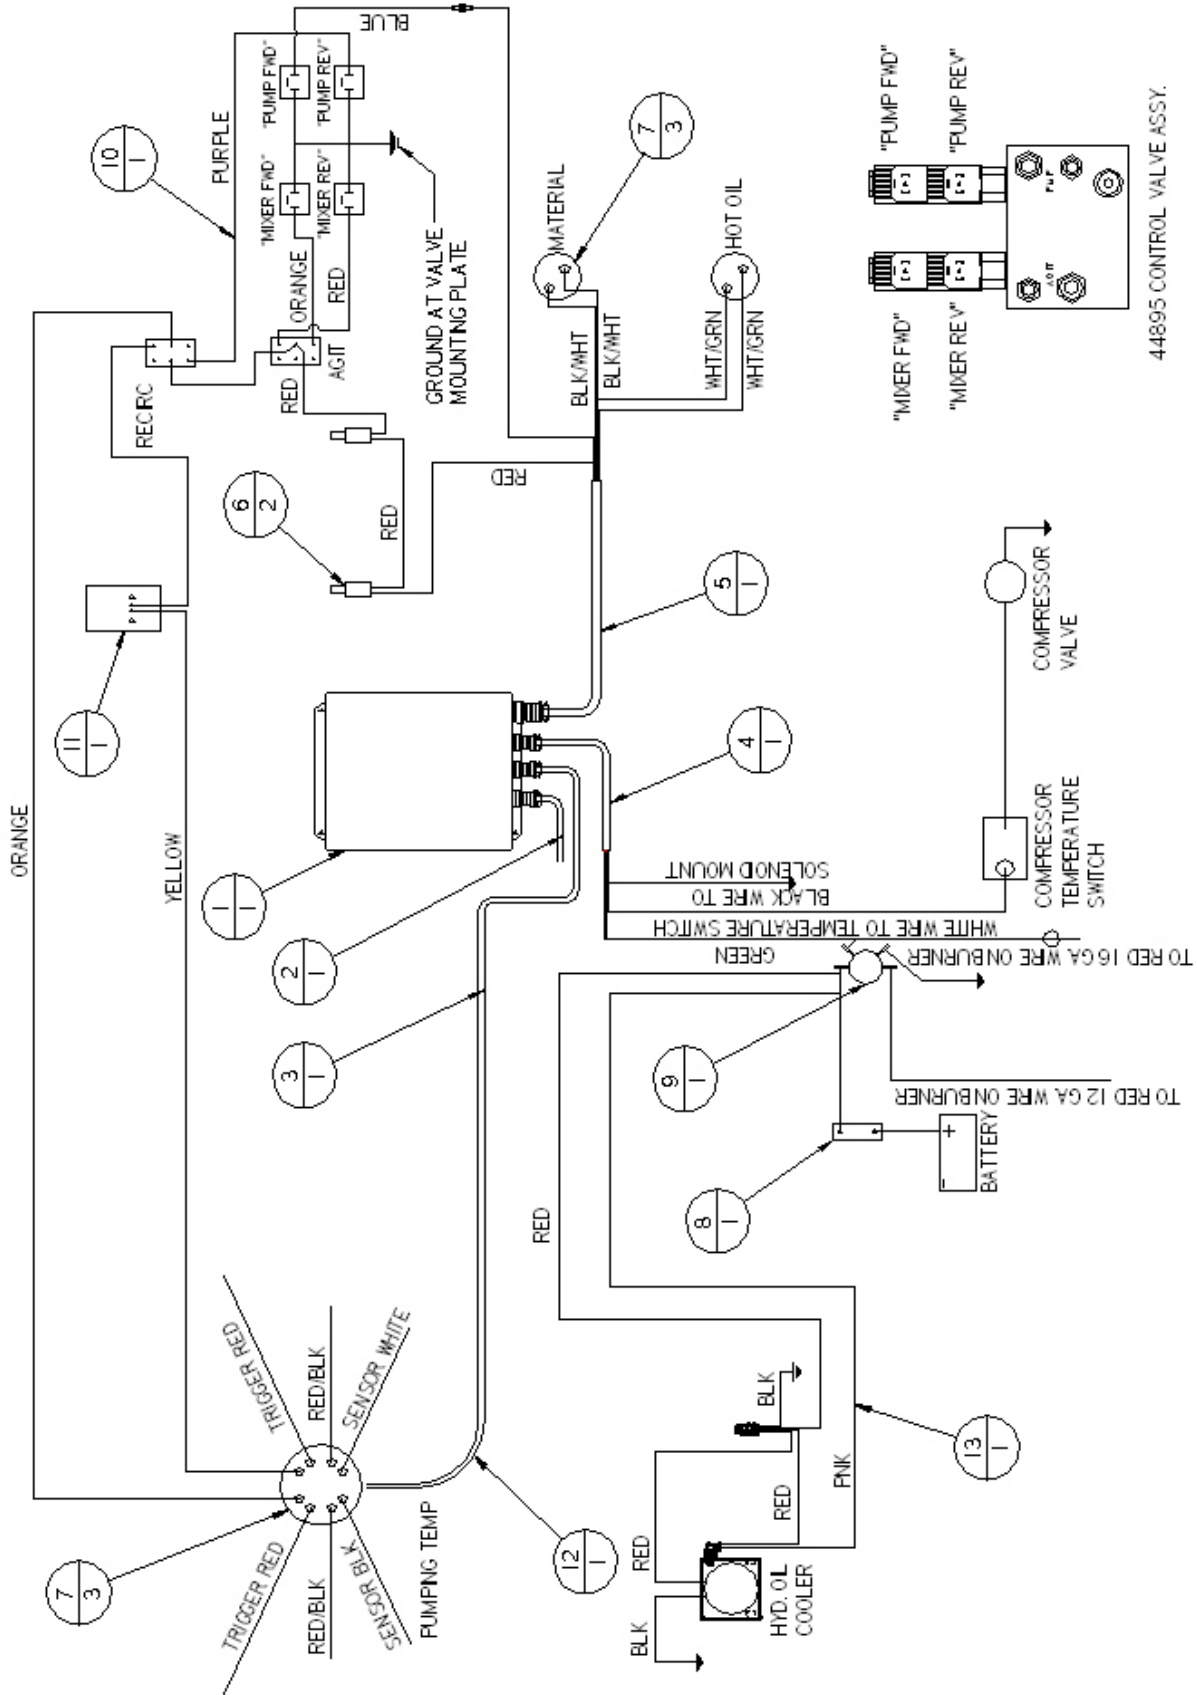 ORANGE
YELLOW
11
1
RECIRC
10
1
PURPLE
BLUE
"MIXER FWD"
"PUMP FWD"
"MIXER REV"
"PUMP REV"
ORANGE
RED
AGIT
RED
GROUND AT VALVE
MOUNTING PLATE
6
2
RED
RED
MATERIAL
7
3
BLK/WHT
BLK/WHT
HOT OIL
WHT/GRN
WHT/GRN
"PUMP FWD"
"PUMP REV"
"MIXER FWD"
"MIXER REV"
44895 CONTROL VALVE ASSY.
5
1
4
1
1
1
2
1
3
1
COMPRESSOR
VALVE
COMPRESSOR
TEMPERATURE
SWITCH
SOLENOID MOUNT
BLACK WIRE TO
WHITE WIRE TO TEMPERATURE SWITCH
GREEN
TO RED 16 GA WIRE ON BURNER
9
1
TO RED 12 GA WIRE ON BURNER
+
-
BATTERY
8
1
RED
TRIGGER RED
RED/BLK
SENSOR WHITE
TRIGGER RED
RED/BLK
SENSOR BLK
PUMPING TEMP
7
3
12
1
BLK
RED
PNK
13
1
RED
BLK
HYD. OIL
COOLER